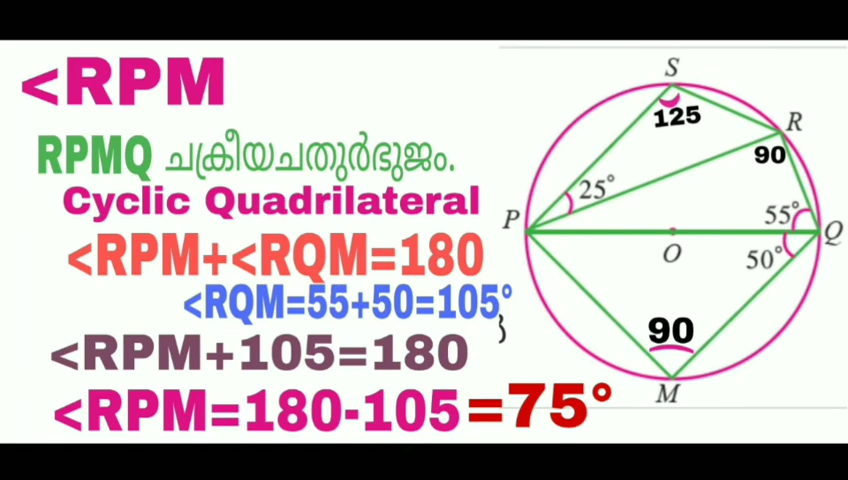 <RPM
RPMQ ചക്രീയചതുർഭുജം.
Cyclic Quadrilateral
<RPM+<RQM=180
<RQM=55+50=105°
<RPM+105=180
<RPM=180-105=75°
S
125
R
90
25°
P
55°
Q
O
50°
90
M